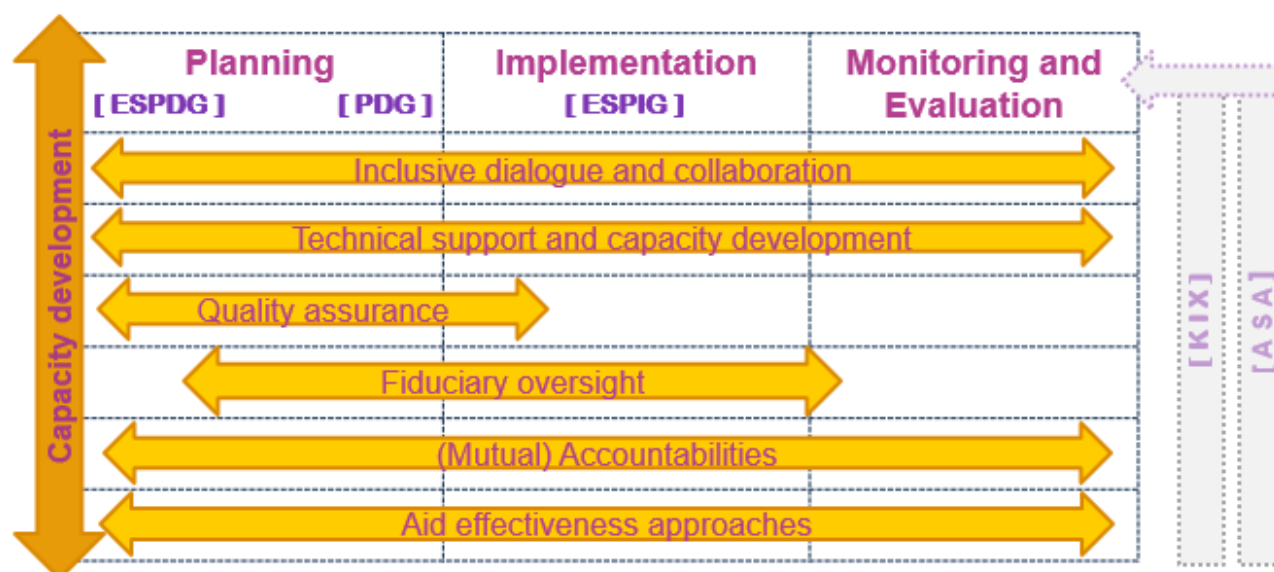 Planning
Implementation
Monitoring and
Evaluation
[ ESPDG ]
[ PDG ]
[ ESPIG ]
Capacity development
Inclusive dialogue and collaboration
Technical support and capacity development
Quality assurance
Fiduciary oversight
(Mutual) Accountabilities
Aid effectiveness approaches
[ K I X ]
[ A S A ]